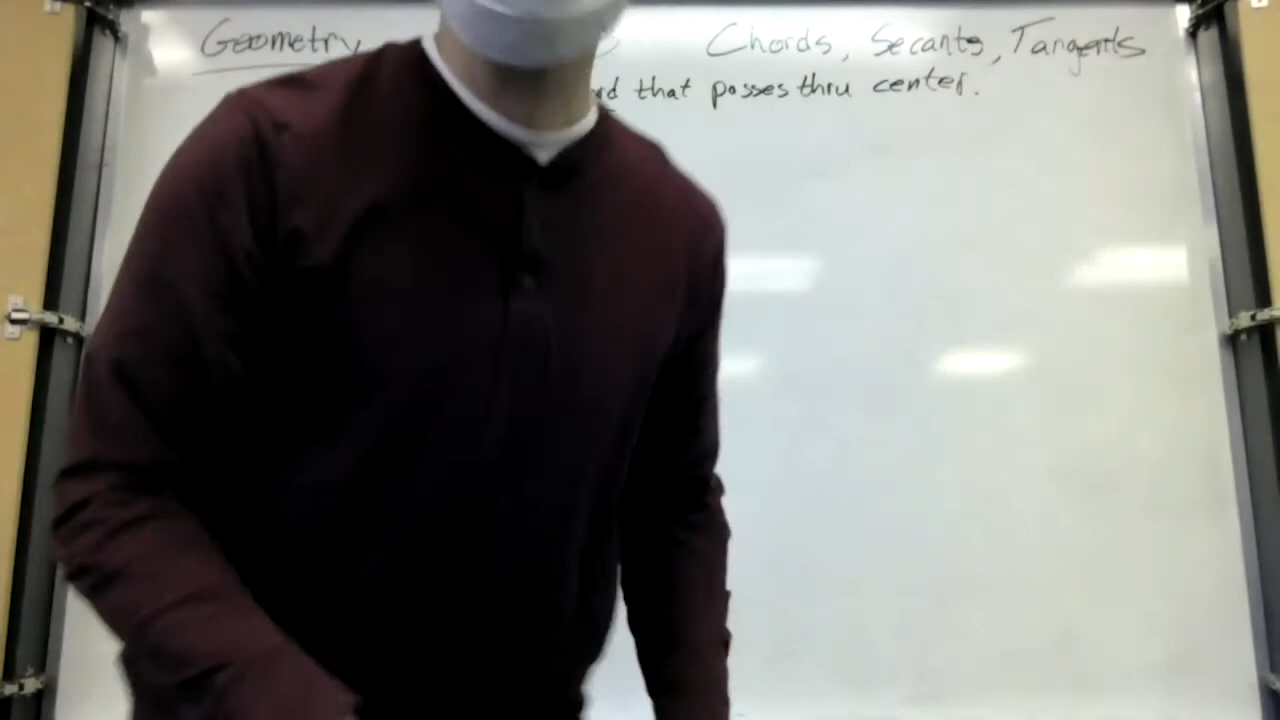 Geometry Chords, Secants, Tangents
that passes thru center.